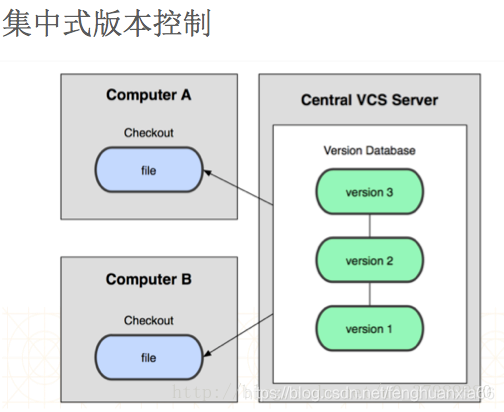 集中式版本控制
Computer A
Checkout
file
Central VCS Server
Version Database
version 3
version 2
version 1
Computer B
Checkout
file
https://blog.csdn.net/fenghuanxia66